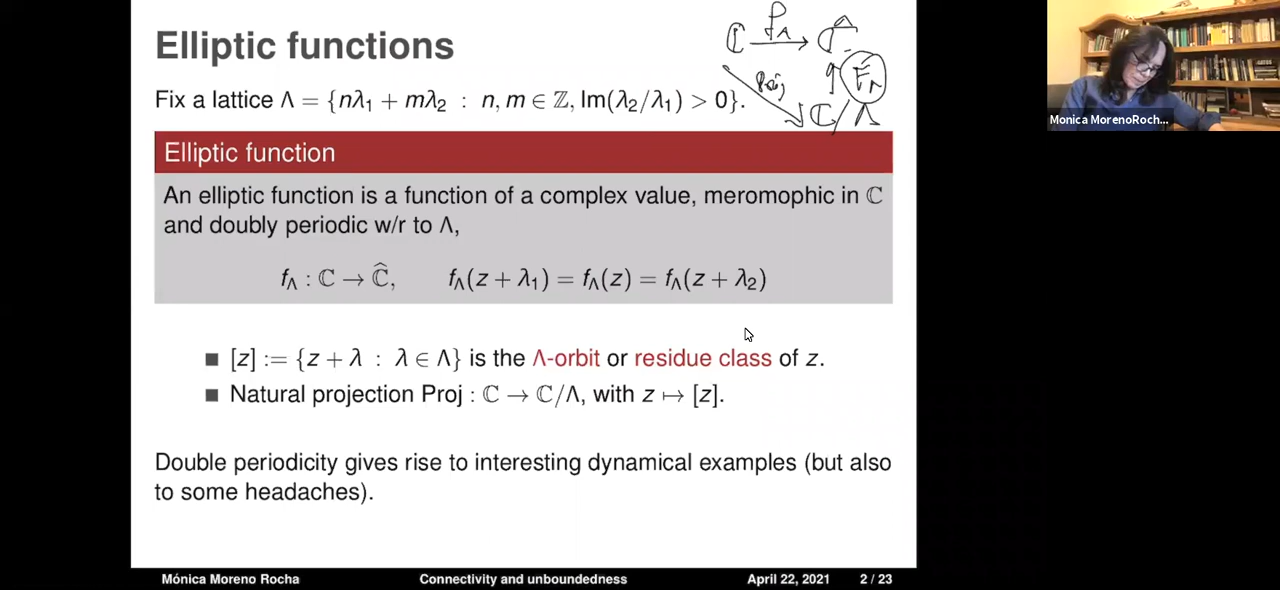 Elliptic functions
ℂ f_Λ → Ĉ
Proj F̂_Λ
ℂ/Λ
Fix a lattice Λ = {nλ₁ + mλ₂ : n, m ∈ ℤ, Im(λ₂/λ₁) > 0}.
Elliptic function
An elliptic function is a function of a complex value, meromophic in ℂ
and doubly periodic w/r to Λ,
f_Λ : ℂ → Ĉ, f_Λ(z + λ₁) = f_Λ(z) = f_Λ(z + λ₂)
■ [z] := {z + λ : λ ∈ Λ} is the Λ-orbit or residue class of z.
■ Natural projection Proj : ℂ → ℂ/Λ, with z ↦ [z].
Double periodicity gives rise to interesting dynamical examples (but also
to some headaches).
Mónica Moreno Rocha Connectivity and unboundedness April 22, 2021 2 / 23
Monica MorenoRoch...